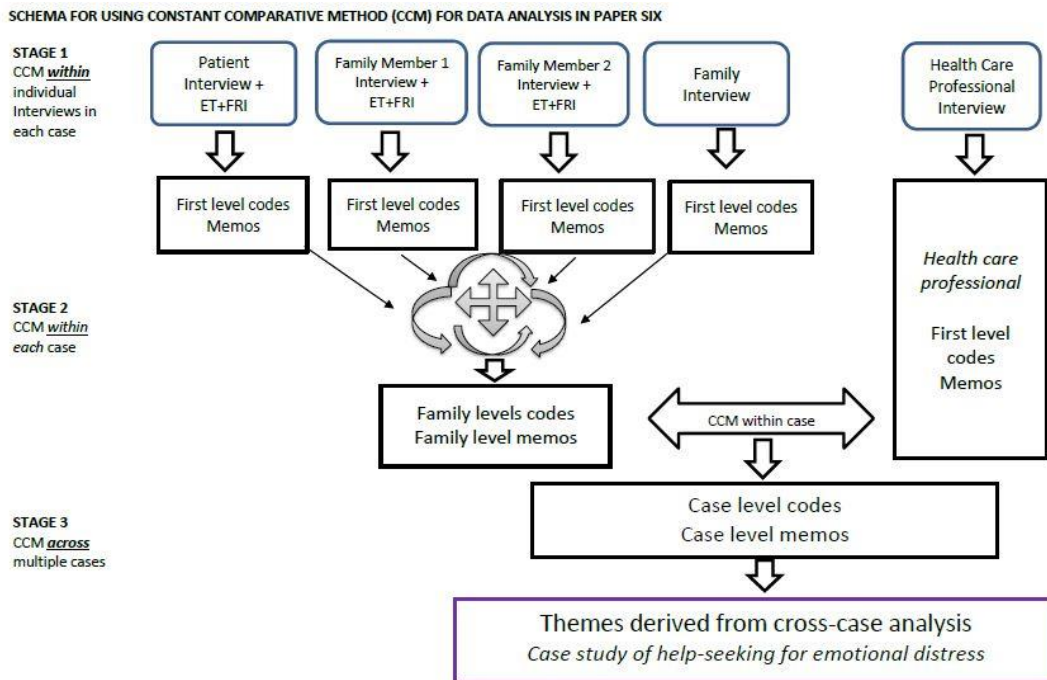 SCHEMA FOR USING CONSTANT COMPARATIVE METHOD (CCM) FOR DATA ANALYSIS IN PAPER SIX
STAGE 1
CCM within
individual
Interviews in
each case
Patient
Interview +
ET+FRI
Family Member 1
Interview +
ET+FRI
Family Member 2
Interview +
ET+FRI
Family
Interview
Health Care
Professional
Interview
First level codes
Memos
First level codes
Memos
First level codes
Memos
First level codes
Memos
Health care
professional
First level
codes
Memos
STAGE 2
CCM within
each case
Family levels codes
Family level memos
CCM within case
STAGE 3
CCM across
multiple cases
Case level codes
Case level memos
Themes derived from cross-case analysis
Case study of help-seeking for emotional distress